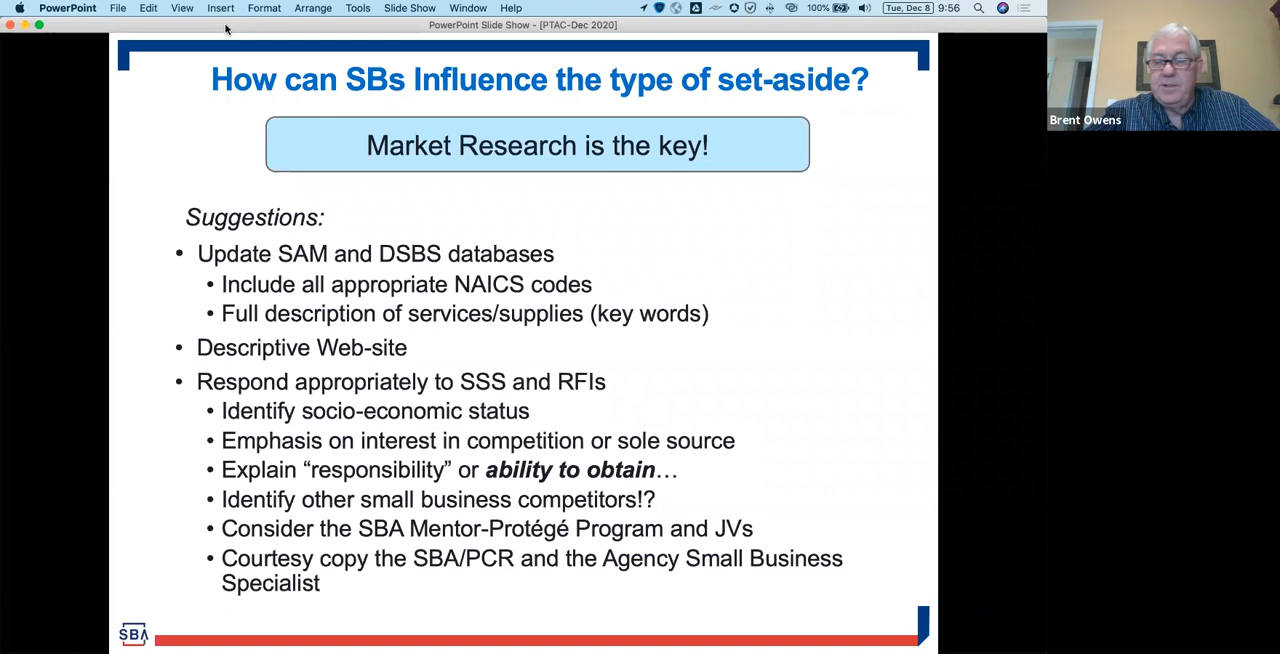 PowerPoint File Edit View Insert Format Arrange Tools Slide Show Window Help 100% Tue, Dec 8 9:56
PowerPoint Slide Show - [PTAC-Dec 2020]
How can SBs Influence the type of set-aside?
Market Research is the key!
Suggestions:
• Update SAM and DSBS databases
• Include all appropriate NAICS codes
• Full description of services/supplies (key words)
• Descriptive Web-site
• Respond appropriately to SSS and RFIs
• Identify socio-economic status
• Emphasis on interest in competition or sole source
• Explain “responsibility” or ability to obtain…
• Identify other small business competitors!?
• Consider the SBA Mentor-Protégé Program and JVs
• Courtesy copy the SBA/PCR and the Agency Small Business
Specialist
SBA
Brent Owens